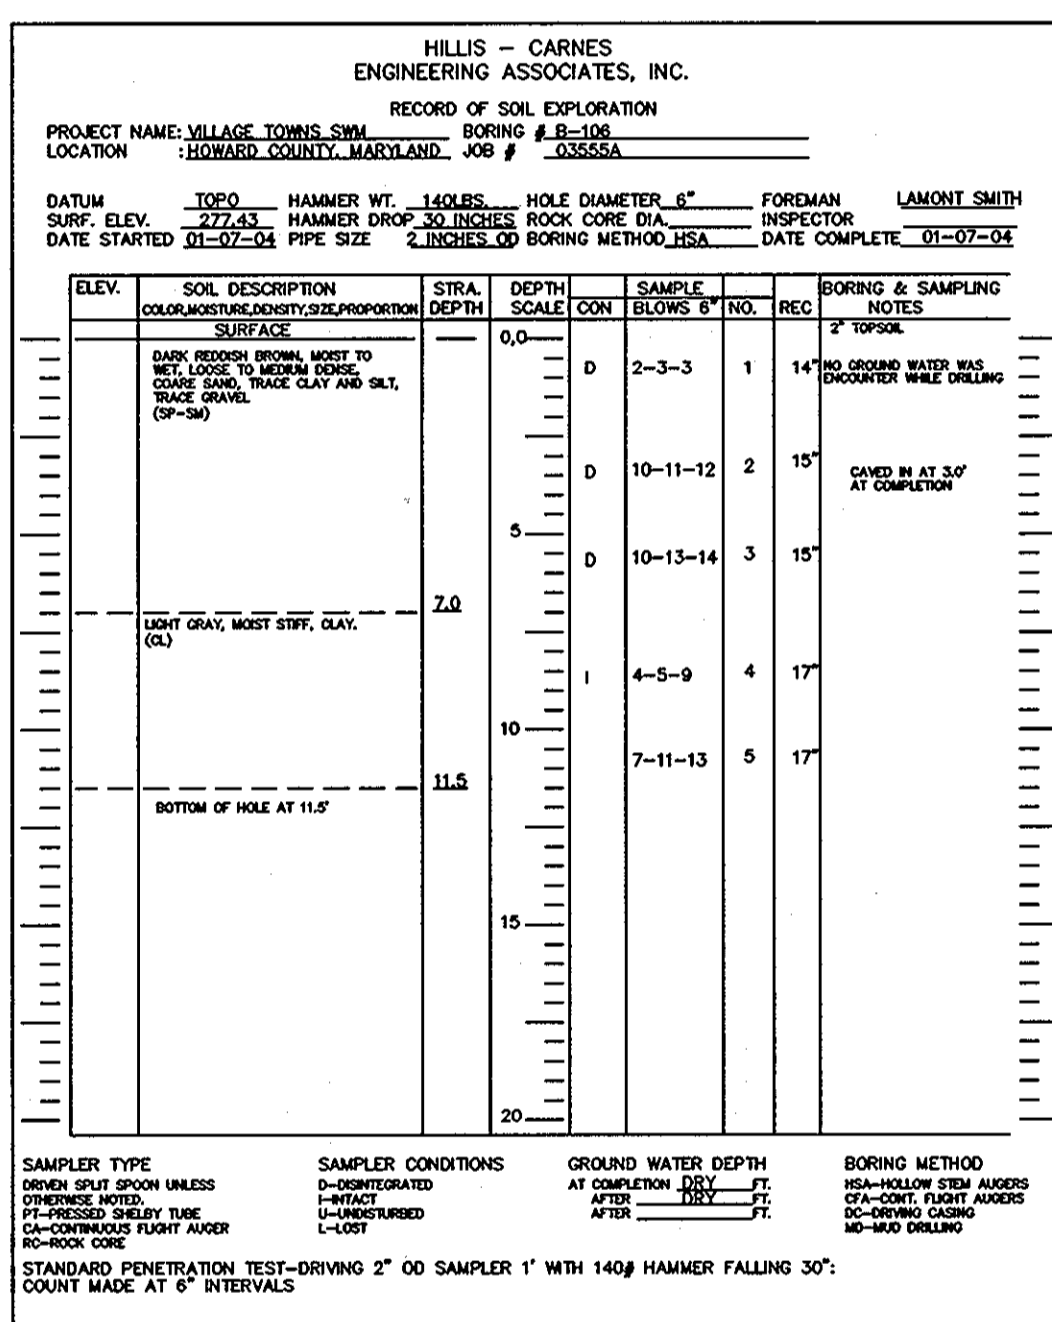 HILLIS – CARNES
ENGINEERING ASSOCIATES, INC.
RECORD OF SOIL EXPLORATION
PROJECT NAME: VILLAGE TOWNS SWM BORING # B–106
LOCATION : HOWARD COUNTY, MARYLAND JOB # 03555A
DATUM TOPO HAMMER WT. 140LBS. HOLE DIAMETER 6" FOREMAN LAMONT SMITH
SURF. ELEV. 277.43 HAMMER DROP 30 INCHES ROCK CORE DIA. INSPECTOR
DATE STARTED 01–07–04 PIPE SIZE 2 INCHES OD BORING METHOD HSA DATE COMPLETE 01–07–04
ELEV. SOIL DESCRIPTION STRA. DEPTH SAMPLE BORING & SAMPLING
COLOR,MOISTURE,DENSITY,SIZE,PROPORTION DEPTH SCALE CON BLOWS 6" NO. REC NOTES
SURFACE 0,0 2" TOPSOIL
DARK REDDISH BROWN, MOIST TO
WET, LOOSE TO MEDIUM DENSE, D 2–3–3 1 14" NO GROUND WATER WAS
COARE SAND, TRACE CLAY AND SILT, ENCOUNTER WHILE DRILLING
TRACE GRAVEL
(SP–SM)
D 10–11–12 2 15" CAVED IN AT 3.0'
AT COMPLETION
5
D 10–13–14 3 15"
7.0
LIGHT GRAY, MOIST STIFF, CLAY.
(CL)
I 4–5–9 4 17"
10
7–11–13 5 17"
11.5
BOTTOM OF HOLE AT 11.5'
15
20
SAMPLER TYPE SAMPLER CONDITIONS GROUND WATER DEPTH BORING METHOD
DRIVEN SPLIT SPOON UNLESS D–DISINTEGRATED AT COMPLETION DRY FT. HSA–HOLLOW STEM AUGERS
OTHERWISE NOTED. I–INTACT AFTER DRY FT. CFA–CONT. FLIGHT AUGERS
PT–PRESSED SHELBY TUBE U–UNDISTURBED AFTER FT. DC–DRIVING CASING
CA–CONTINUOUS FLIGHT AUGER L–LOST MD–MUD DRILLING
RC–ROCK CORE
STANDARD PENETRATION TEST–DRIVING 2" OD SAMPLER 1' WITH 140# HAMMER FALLING 30":
COUNT MADE AT 6" INTERVALS